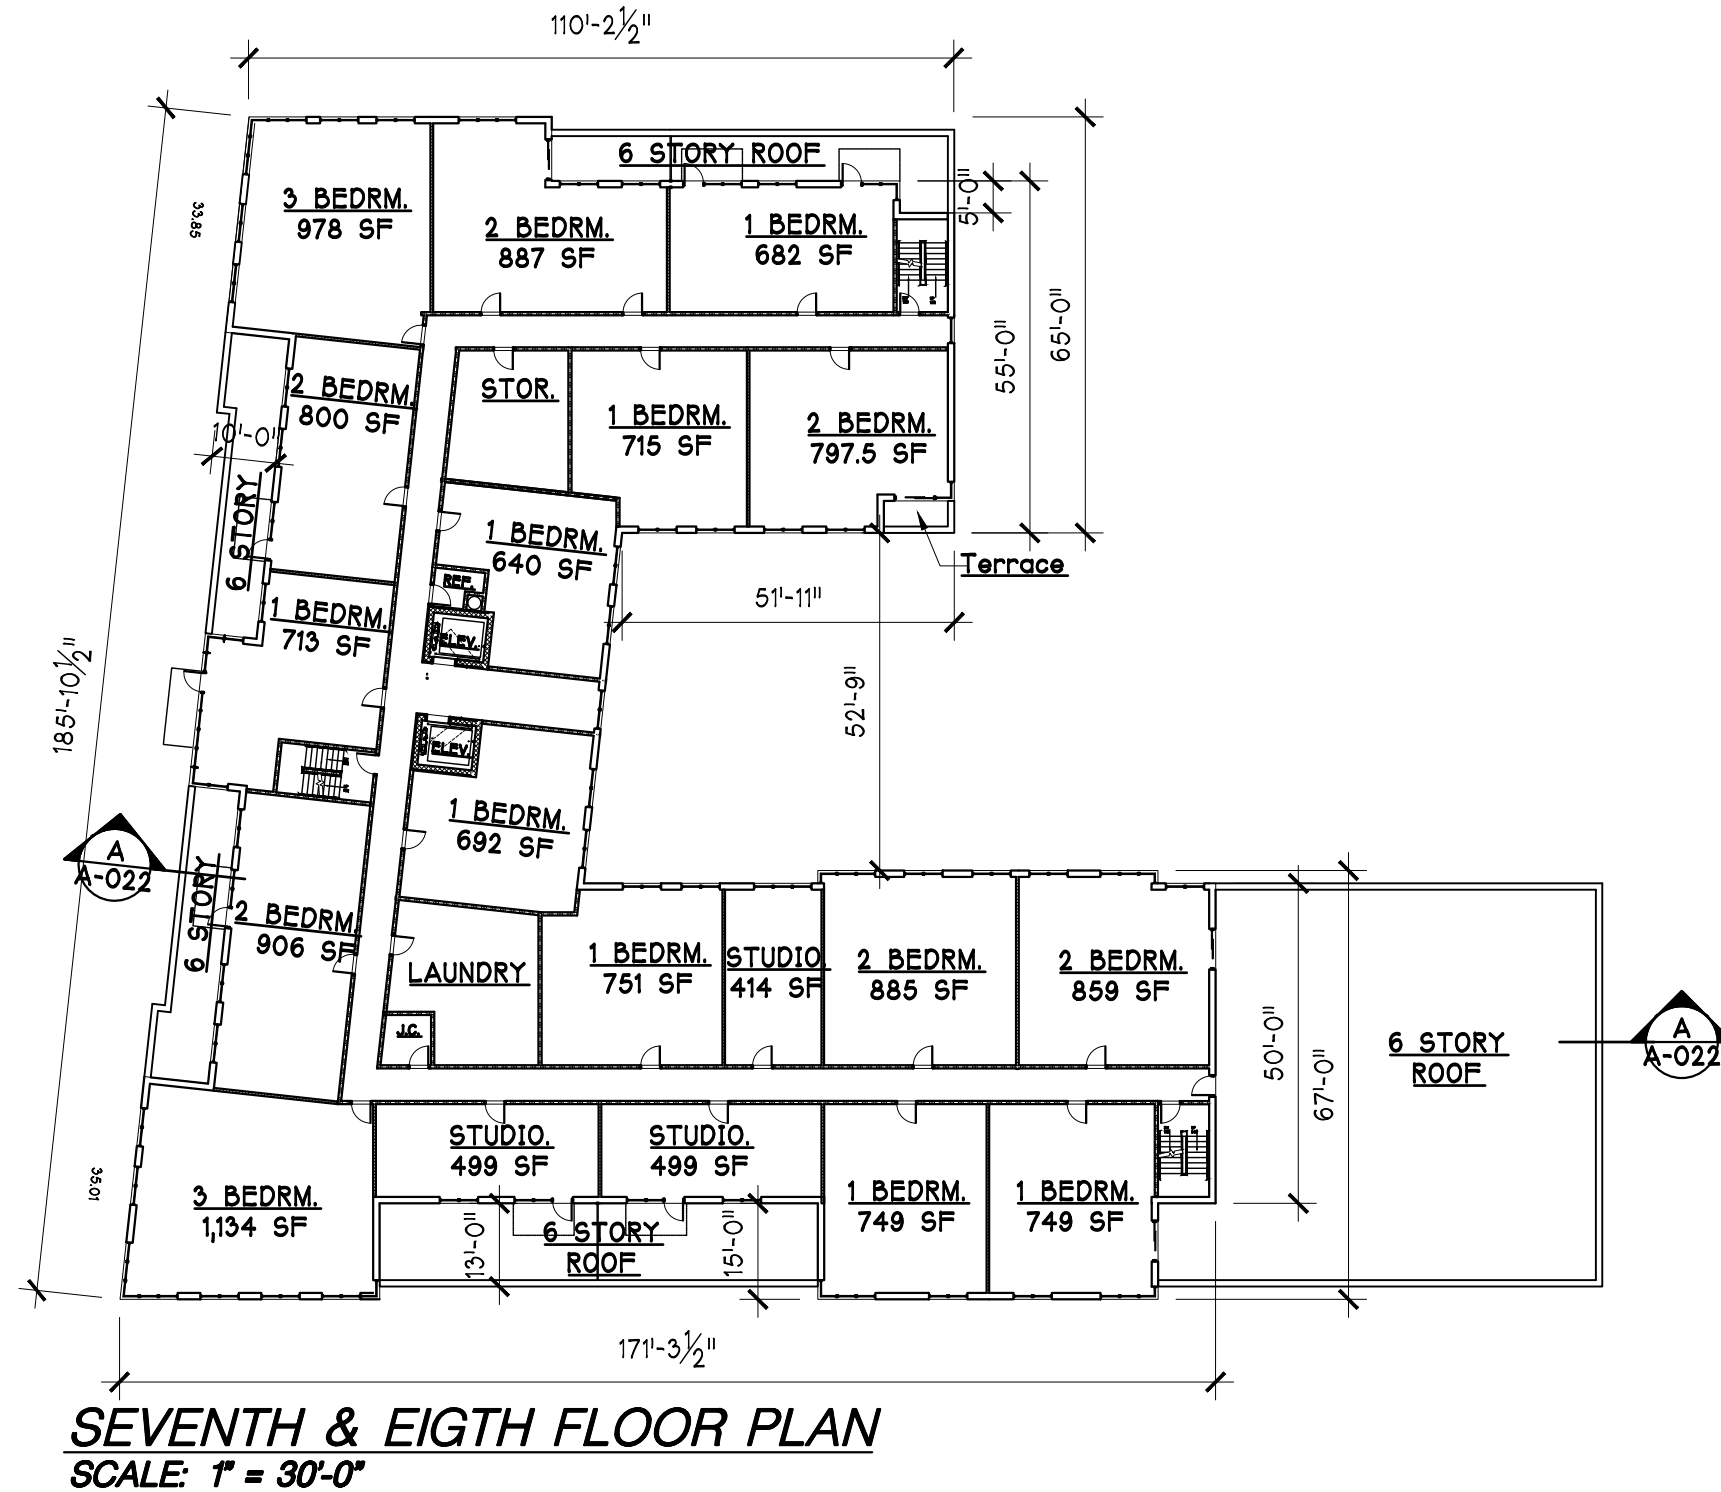 110'-2 1/2"
6 STORY ROOF
5'-0"
33.85
3 BEDRM.
978 SF
2 BEDRM.
887 SF
1 BEDRM.
682 SF
55'-0"
65'-0"
2 BEDRM.
800 SF
STOR.
1 BEDRM.
715 SF
2 BEDRM.
797.5 SF
10'-0"
6 STORY
1 BEDRM.
640 SF
Terrace
REF.
51'-11"
1 BEDRM.
713 SF
ELEV.
185'-10 1/2"
52'-9"
ELEV.
1 BEDRM.
692 SF
A
A-022
6 STORY
2 BEDRM.
906 SF
LAUNDRY
1 BEDRM.
751 SF
STUDIO.
414 SF
2 BEDRM.
885 SF
2 BEDRM.
859 SF
J.C.
50'-0"
67'-0"
6 STORY
ROOF
A
A-022
35.01
3 BEDRM.
1,134 SF
STUDIO.
499 SF
STUDIO.
499 SF
1 BEDRM.
749 SF
1 BEDRM.
749 SF
13'-0"
6 STORY
ROOF
15'-0"
171'-3 1/2"
SEVENTH & EIGTH FLOOR PLAN
SCALE: 1" = 30'-0"